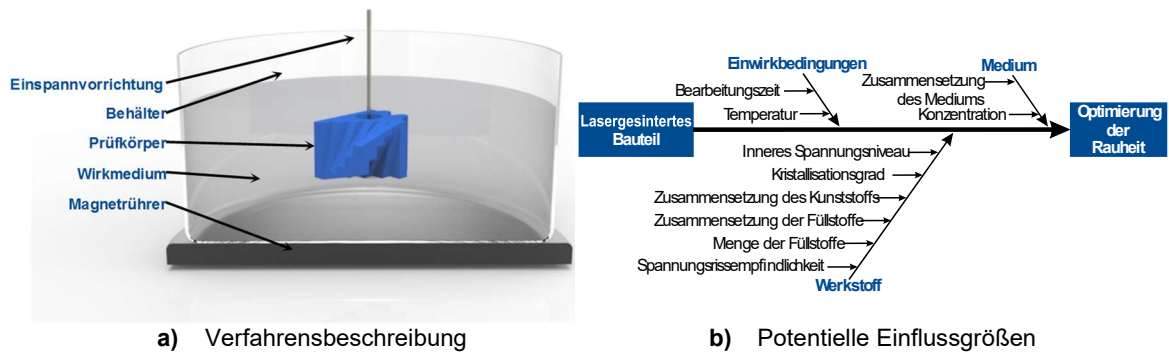 Einspannvorrichtung
Behälter
Prüfkörper
Wirkmedium
Magnetrührer
a) Verfahrensbeschreibung
Einwirkbedingungen
Bearbeitungszeit
Temperatur
Medium
Zusammensetzung
des Mediums
Konzentration
Lasergesintertes
Bauteil
Optimierung
der
Rauheit
Inneres Spannungsniveau
Kristallisationsgrad
Zusammensetzung des Kunststoffs
Zusammensetzung der Füllstoffe
Menge der Füllstoffe
Spannungsrissempfindlichkeit
Werkstoff
b) Potentielle Einflussgrößen